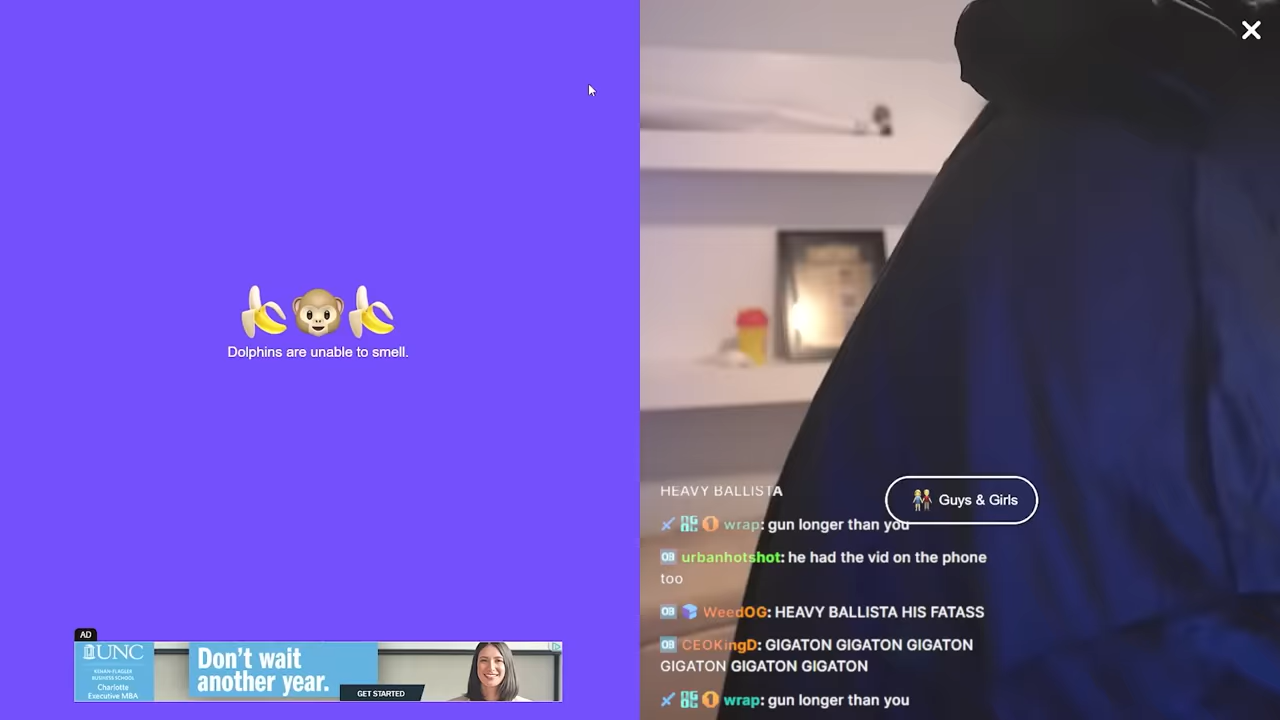 Dolphins are unable to smell.
AD
UNC
KENAN-FLAGLER
BUSINESS SCHOOL
Charlotte
Executive MBA
Don't wait
another year.
GET STARTED
HEAVY BALLISTA
Guys & Girls
wrap: gun longer than you
urbanhotshot: he had the vid on the phone
too
WeedOG: HEAVY BALLISTA HIS FATASS
CEOKingD: GIGATON GIGATON GIGATON
GIGATON GIGATON GIGATON
wrap: gun longer than you